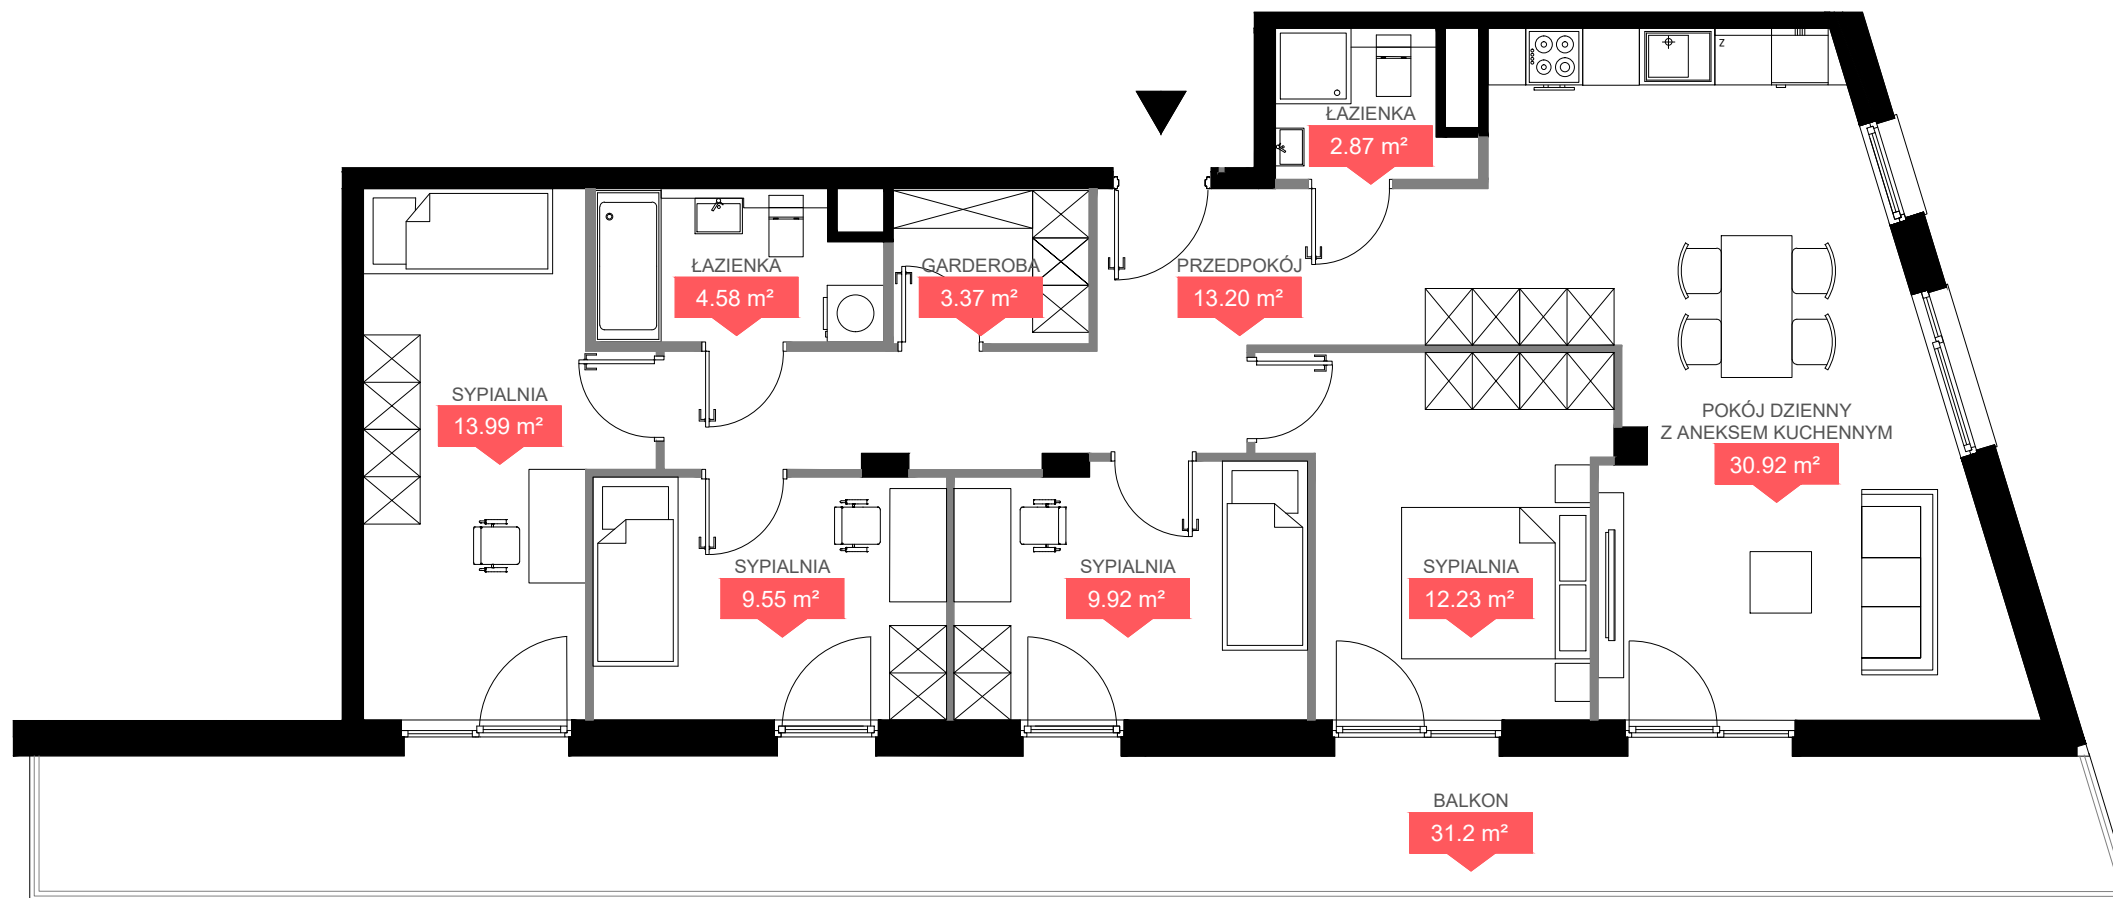 Z
ŁAZIENKA
2.87 m²
ŁAZIENKA
4.58 m²
GARDEROBA
3.37 m²
PRZEDPOKÓJ
13.20 m²
SYPIALNIA
13.99 m²
POKÓJ DZIENNY
Z ANEKSEM KUCHENNYM
30.92 m²
SYPIALNIA
9.55 m²
SYPIALNIA
9.92 m²
SYPIALNIA
12.23 m²
BALKON
31.2 m²